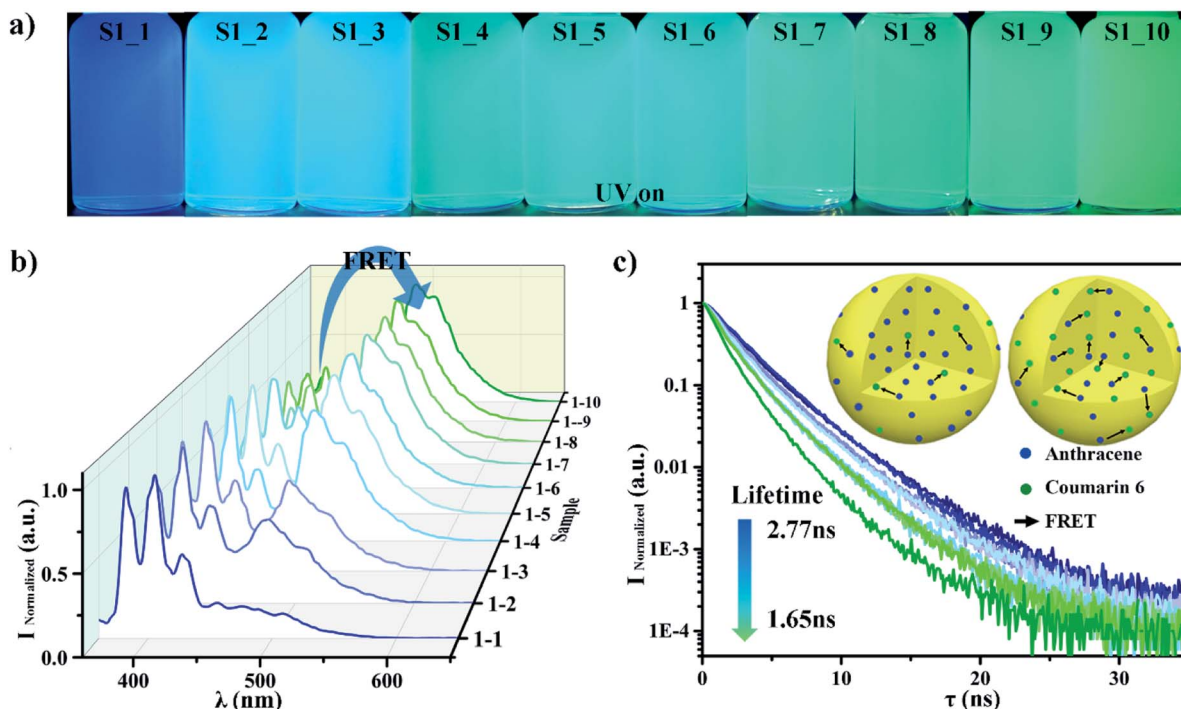 a)
S1_1 S1_2 S1_3 S1_4 S1_5 S1_6 S1_7 S1_8 S1_9 S1_10
UV on
b)
FRET
1-10
1--9
1-8
1-7
1-6
1-5
1-4
1-3
1-2
1-1
Sample
1.0
0.5
0.0
I Normalized (a.u.)
400 500 600
λ (nm)
c)
1
0.1
0.01
1E-3
1E-4
I Normalized (a.u.)
Anthracene
Coumarin 6
FRET
Lifetime
2.77ns
1.65ns
0 10 20 30
τ (ns)